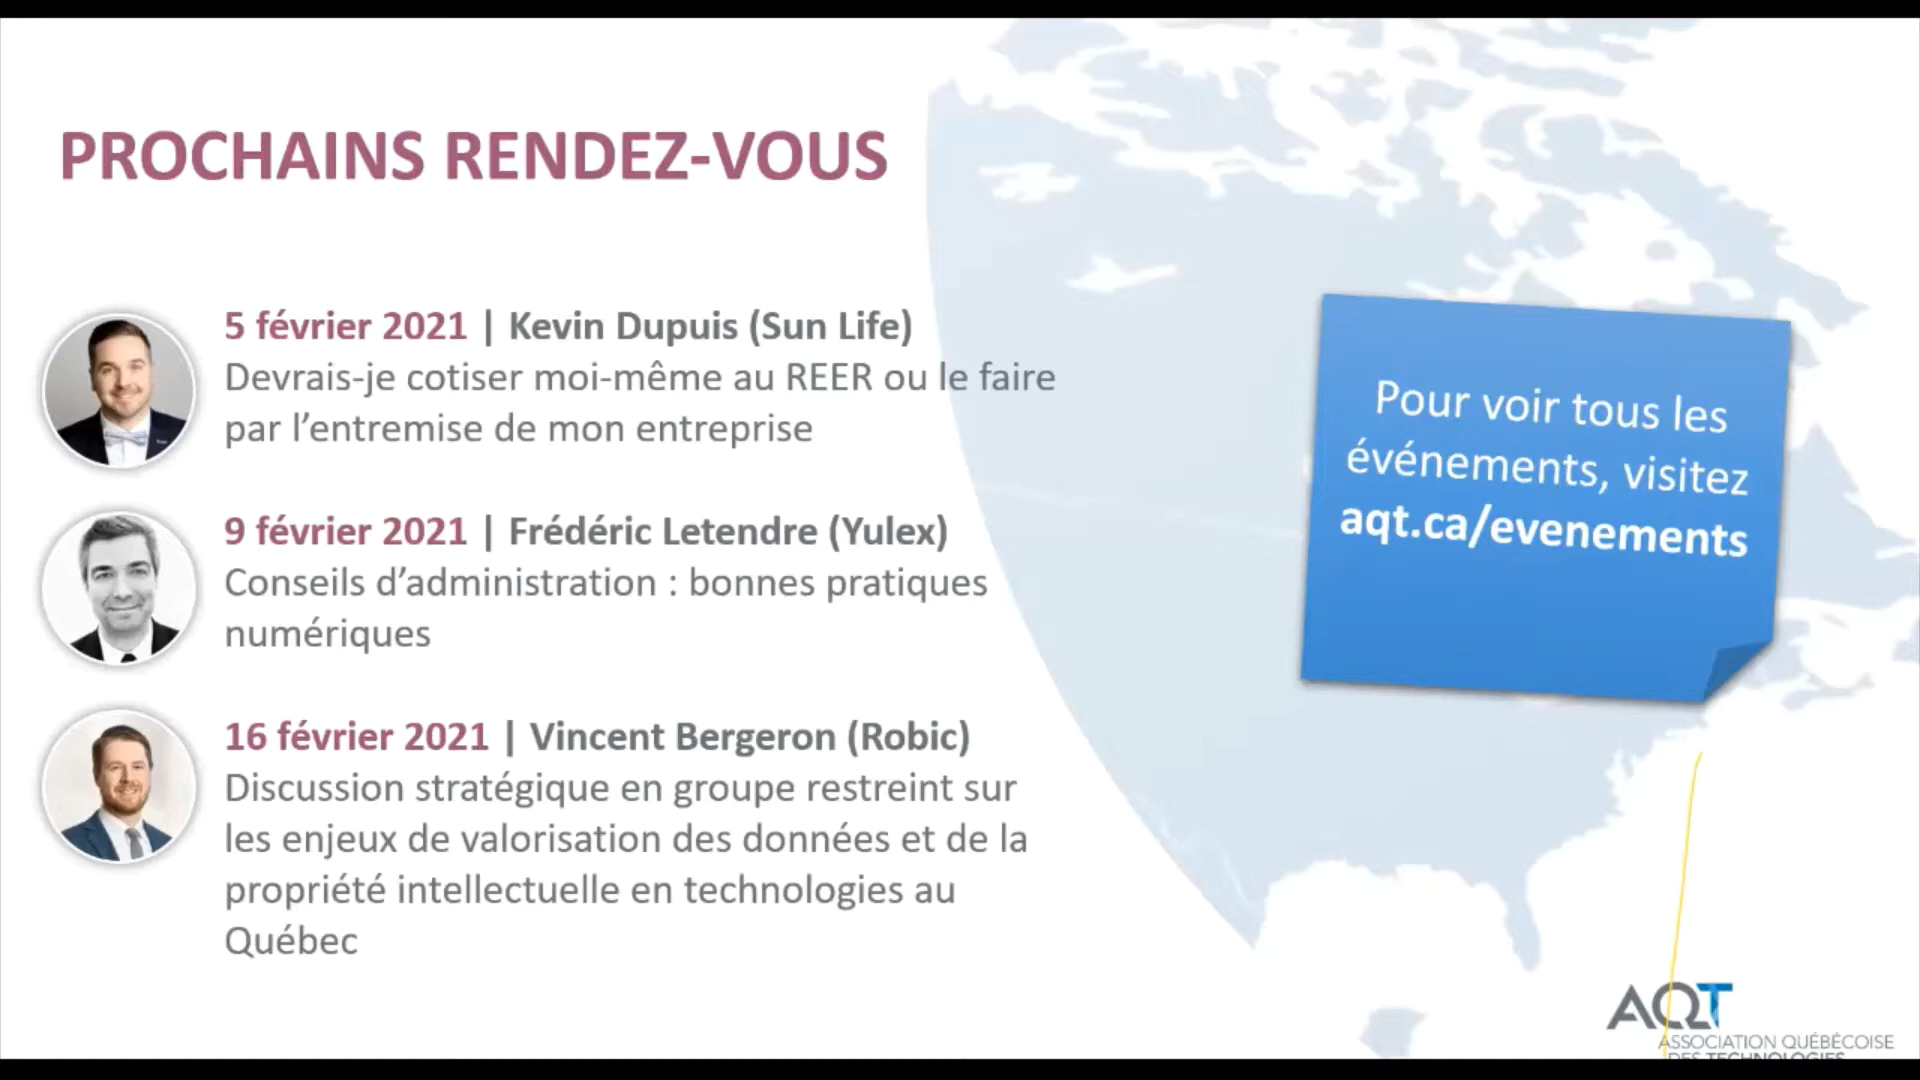 PROCHAINS RENDEZ-VOUS
5 février 2021 | Kevin Dupuis (Sun Life)
Devrais-je cotiser moi-même au REER ou le faire
par l’entremise de mon entreprise
9 février 2021 | Frédéric Letendre (Yulex)
Conseils d’administration : bonnes pratiques
numériques
16 février 2021 | Vincent Bergeron (Robic)
Discussion stratégique en groupe restreint sur
les enjeux de valorisation des données et de la
propriété intellectuelle en technologies au
Québec
Pour voir tous les
événements, visitez
aqt.ca/evenements
AQT
ASSOCIATION QUÉBÉCOISE
DES TECHNOLOGIES